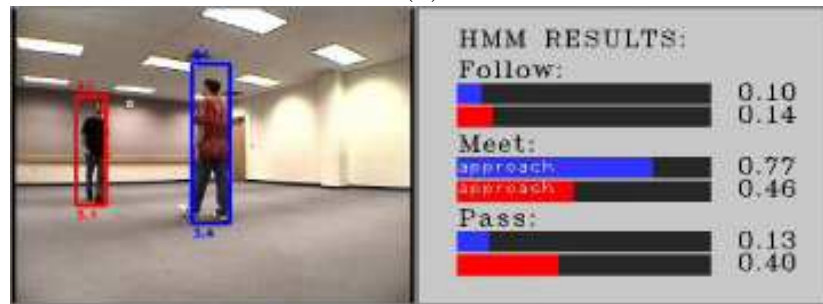 HMM RESULTS:
Follow:
0.10
0.14
Meet:
approach 0.77
approach 0.46
Pass:
0.13
0.40